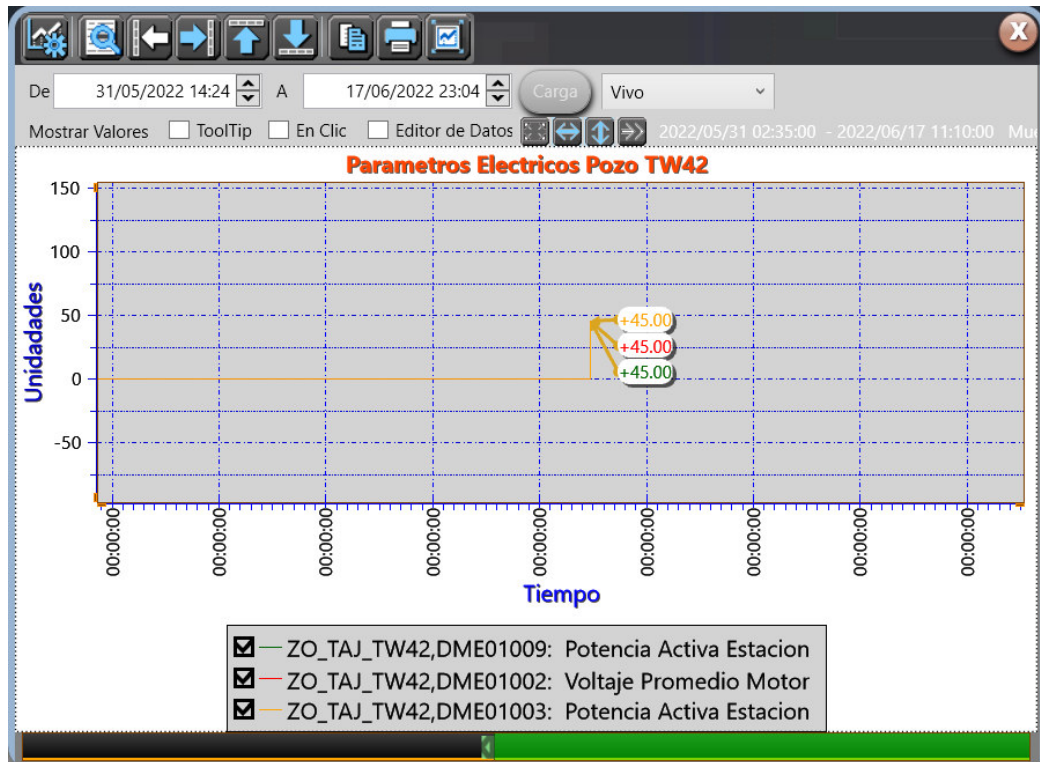 X
De 31/05/2022 14:24 A 17/06/2022 23:04 Carga Vivo
Mostrar Valores ToolTip En Clic Editor de Datos 2022/05/31 02:35:00 - 2022/06/17 11:10:00 Mue
Parametros Electricos Pozo TW42
150
100
50
0
-50
Unidadades
+45.00
+45.00
+45.00
00:00:00 00:00:00 00:00:00 00:00:00 00:00:00 00:00:00 00:00:00 00:00:00 00:00:00
Tiempo
ZO_TAJ_TW42,DME01009: Potencia Activa Estacion
ZO_TAJ_TW42,DME01002: Voltaje Promedio Motor
ZO_TAJ_TW42,DME01003: Potencia Activa Estacion